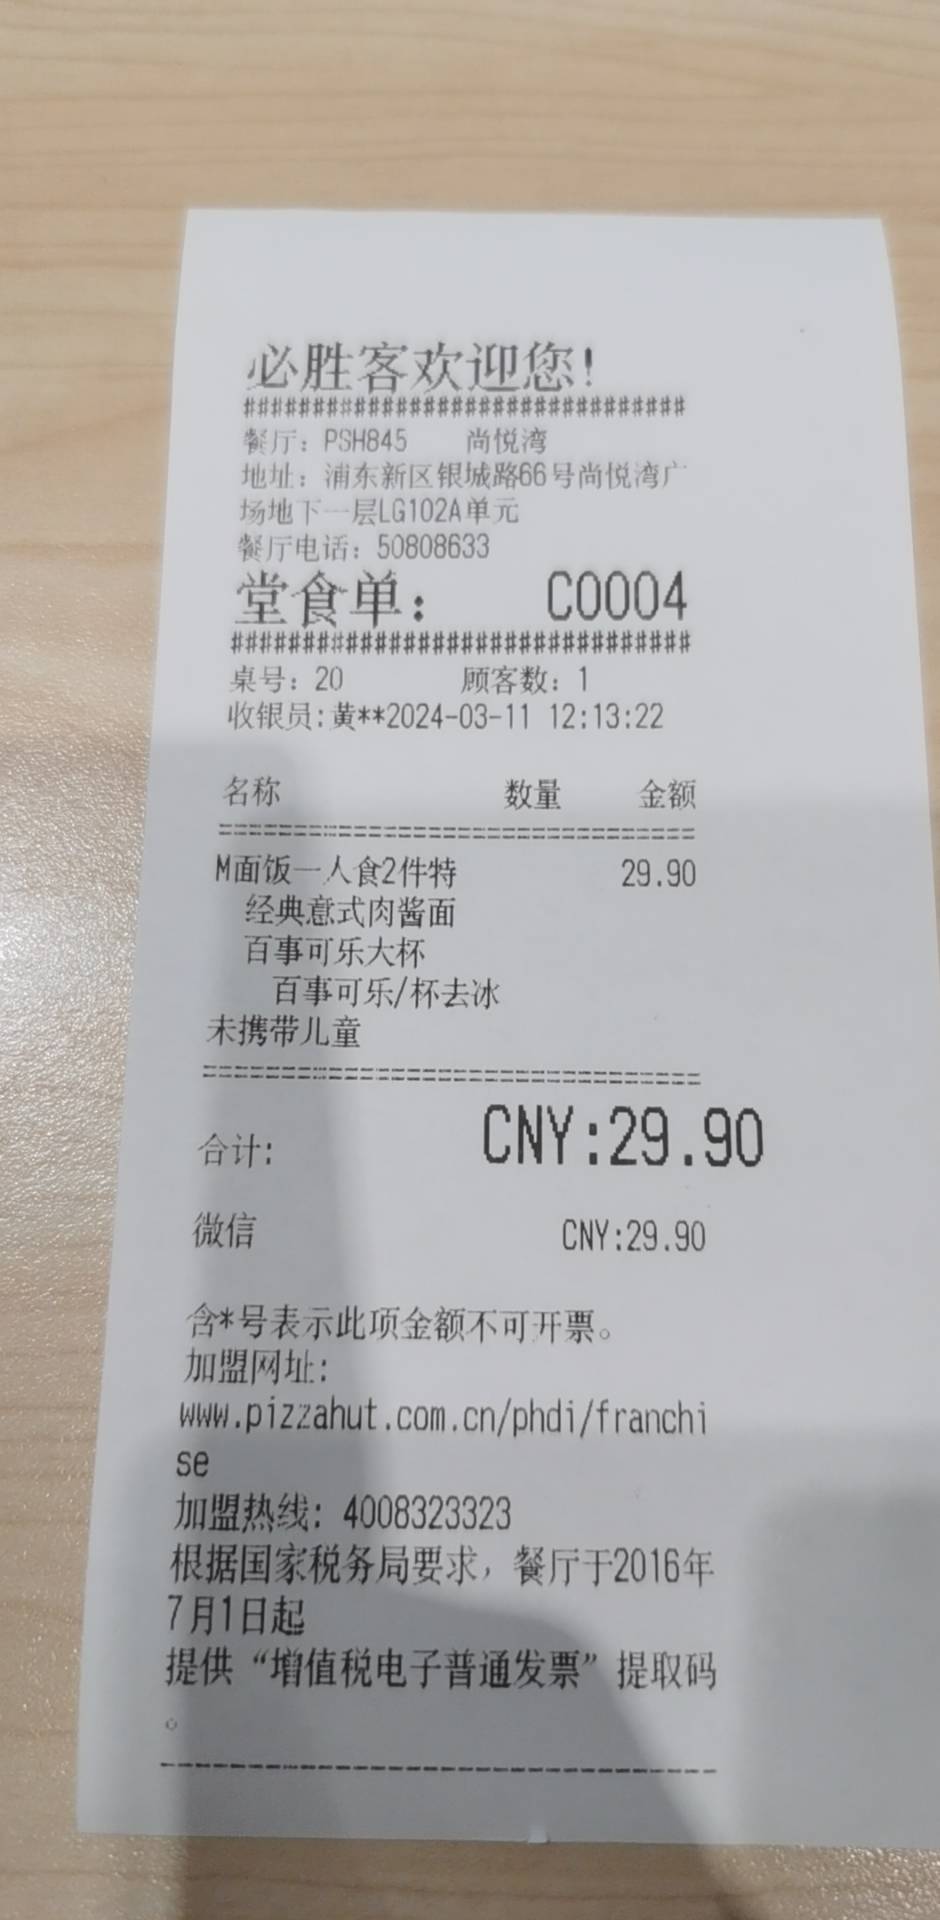 必胜客欢迎您!
################################
餐厅：PSH845 尚悦湾
地址：浦东新区银城路66号尚悦湾广
场地下一层LG102A单元
餐厅电话：50808633
堂食单： C0004
################################
桌号：20 顾客数：1
收银员:黄**2024-03-11 12:13:22
名称 数量 金额
================================
M面饭一人食2件特 29.90
经典意式肉酱面
百事可乐大杯
百事可乐/杯去冰
未携带儿童
================================
合计: CNY:29.90
微信 CNY:29.90
含*号表示此项金额不可开票。
加盟网址:
www.pizzahut.com.cn/phdi/franchi
se
加盟热线: 4008323323
根据国家税务局要求，餐厅于2016年
7月1日起
提供“增值税电子普通发票”提取码
。
--------------------------------